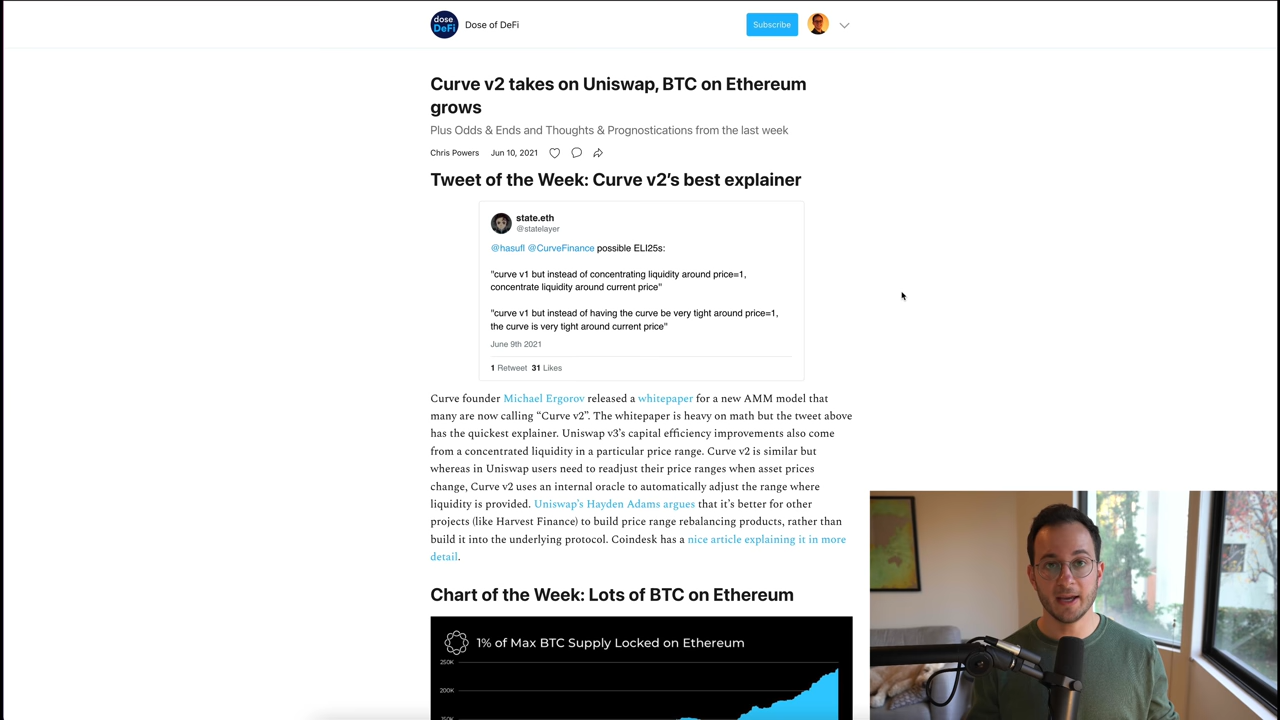 dose
DeFi
Dose of DeFi
Subscribe
Curve v2 takes on Uniswap, BTC on Ethereum
grows
Plus Odds & Ends and Thoughts & Prognostications from the last week
Chris Powers Jun 10, 2021
Tweet of the Week: Curve v2’s best explainer
state.eth
@statelayer
@hasufl @CurveFinance possible ELI25s:
"curve v1 but instead of concentrating liquidity around price=1,
concentrate liquidity around current price"
"curve v1 but instead of having the curve be very tight around price=1,
the curve is very tight around current price"
June 9th 2021
1 Retweet 31 Likes
Curve founder Michael Ergorov released a whitepaper for a new AMM model that
many are now calling “Curve v2”. The whitepaper is heavy on math but the tweet above
has the quickest explainer. Uniswap v3’s capital efficiency improvements also come
from a concentrated liquidity in a particular price range. Curve v2 is similar but
whereas in Uniswap users need to readjust their price ranges when asset prices
change, Curve v2 uses an internal oracle to automatically adjust the range where
liquidity is provided. Uniswap’s Hayden Adams argues that it’s better for other
projects (like Harvest Finance) to build price range rebalancing products, rather than
build it into the underlying protocol. Coindesk has a nice article explaining it in more
detail.
Chart of the Week: Lots of BTC on Ethereum
1% of Max BTC Supply Locked on Ethereum
250K
200K
150K